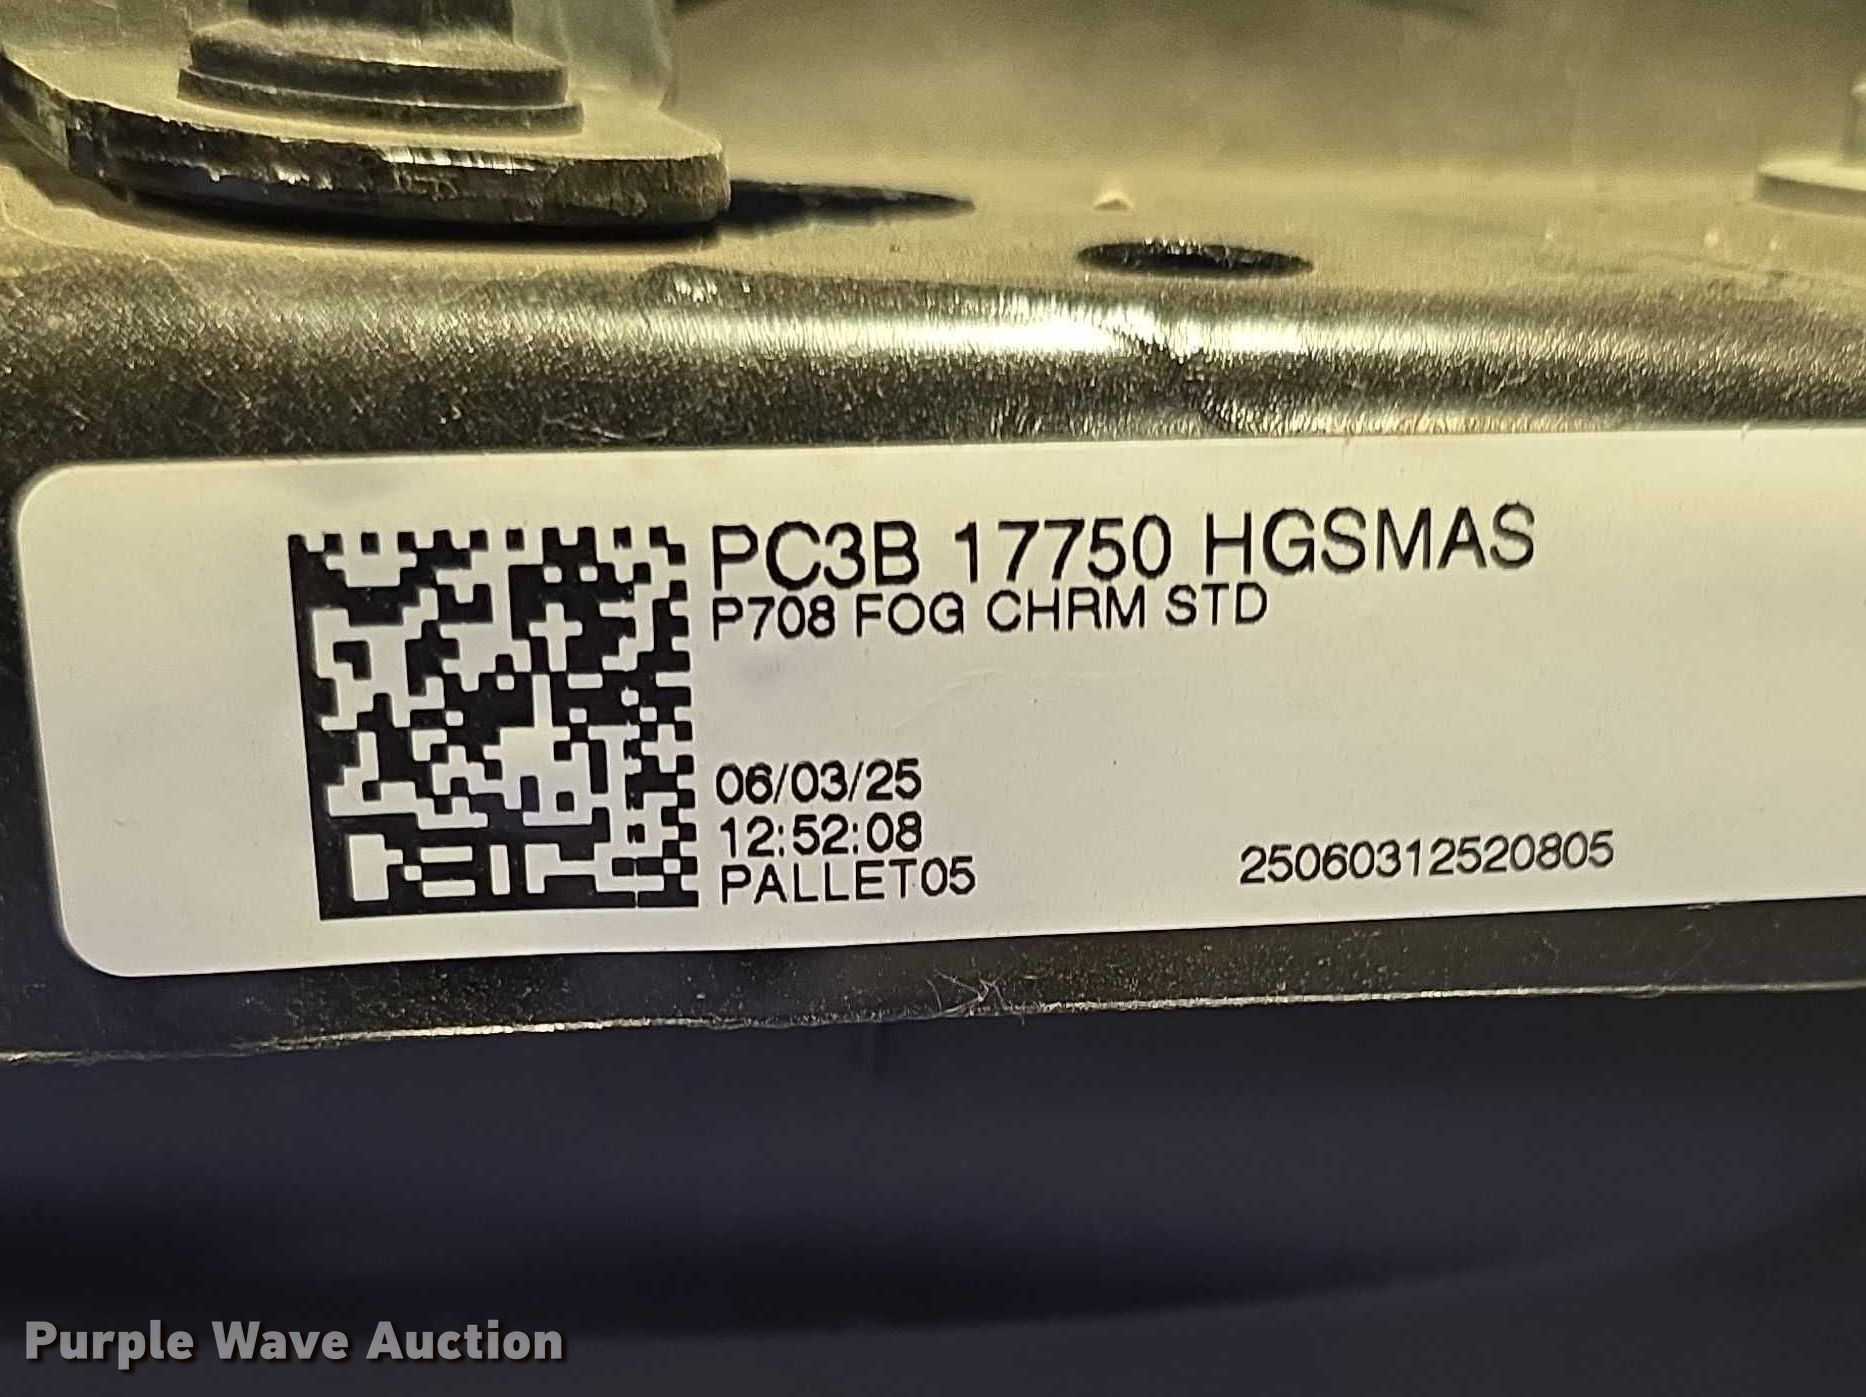 PC3B 17750 HGSMAS
P708 FOG CHRM STD
06/03/25
12:52:08
PALLET05
25060312520805
Purple Wave Auction